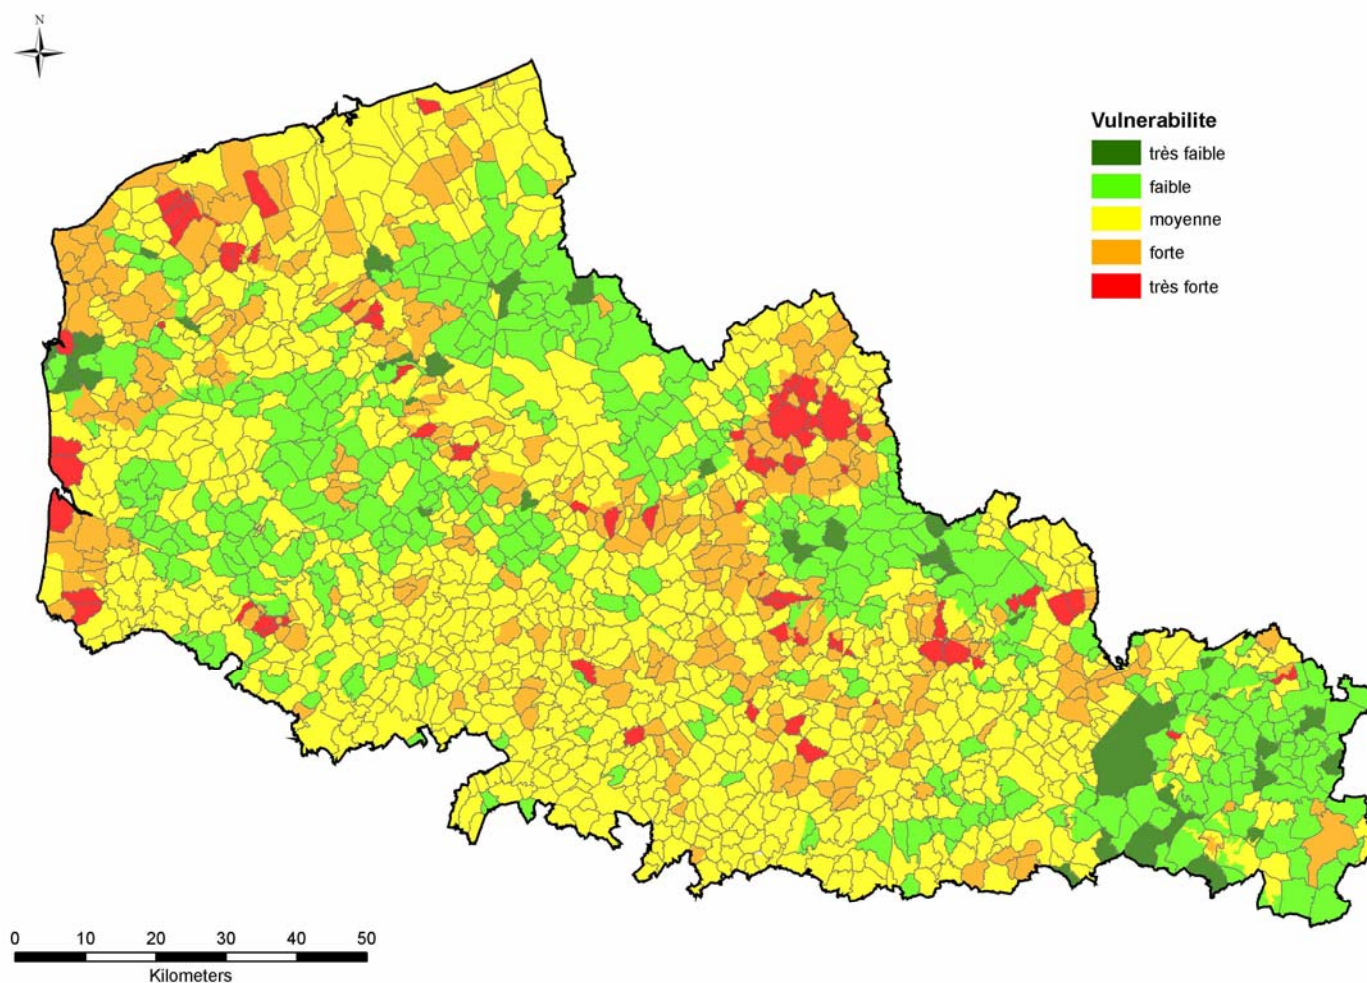 N
Vulnerabilite
très faible
faible
moyenne
forte
très forte
0 10 20 30 40 50
Kilometers